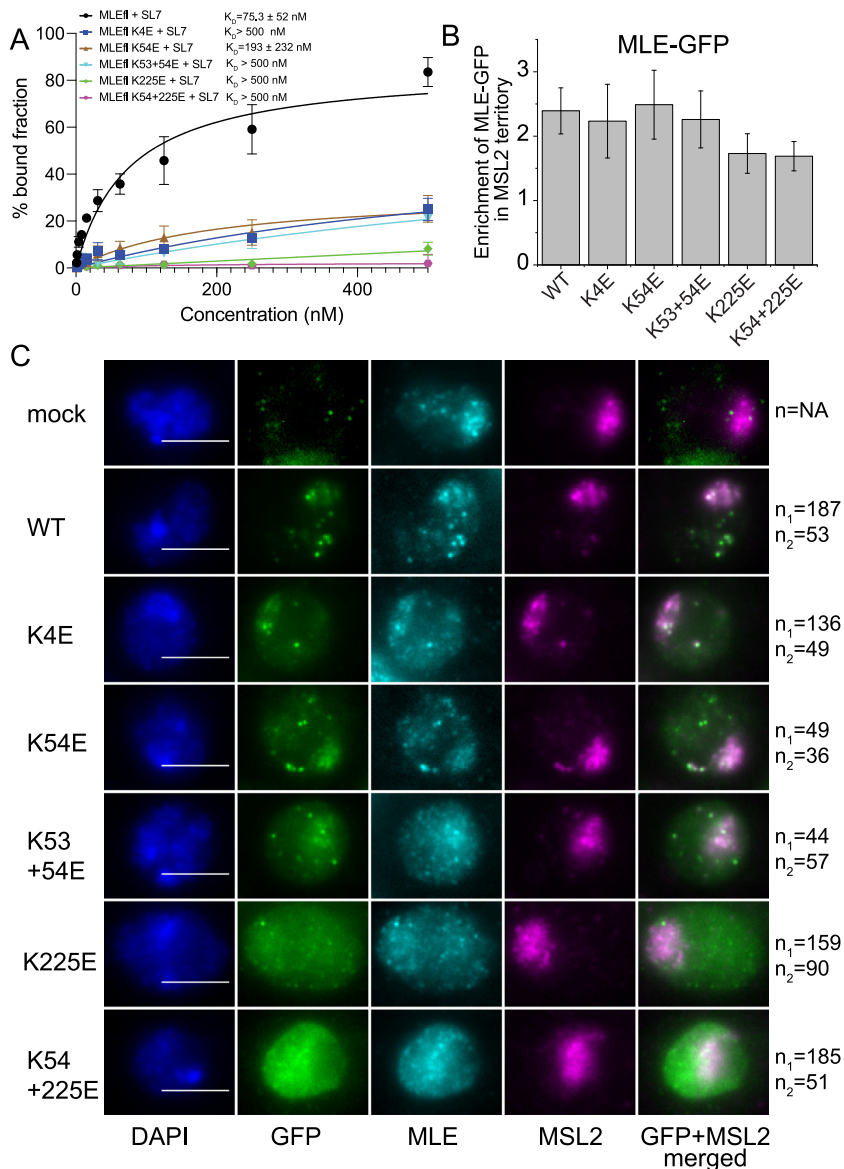 A
MLEfl + SL7 K_D=75.3 ± 52 nM
MLEfl K4E + SL7 K_D> 500 nM
MLEfl K54E + SL7 K_D=193 ± 232 nM
MLEfl K53+54E + SL7 K_D > 500 nM
MLEfl K225E + SL7 K_D > 500 nM
MLEfl K54+225E + SL7 K_D > 500 nM
% bound fraction
100
80
60
40
20
0
0 200 400
Concentration (nM)
B
MLE-GFP
Enrichment of MLE-GFP
in MSL2 territory
3
2
1
0
WT K4E K54E K53+54E K225E K54+225E
C
mock n=NA
WT n₁=187
n₂=53
K4E n₁=136
n₂=49
K54E n₁=49
n₂=36
K53
+54E n₁=44
n₂=57
K225E n₁=159
n₂=90
K54
+225E n₁=185
n₂=51
DAPI GFP MLE MSL2 GFP+MSL2
merged